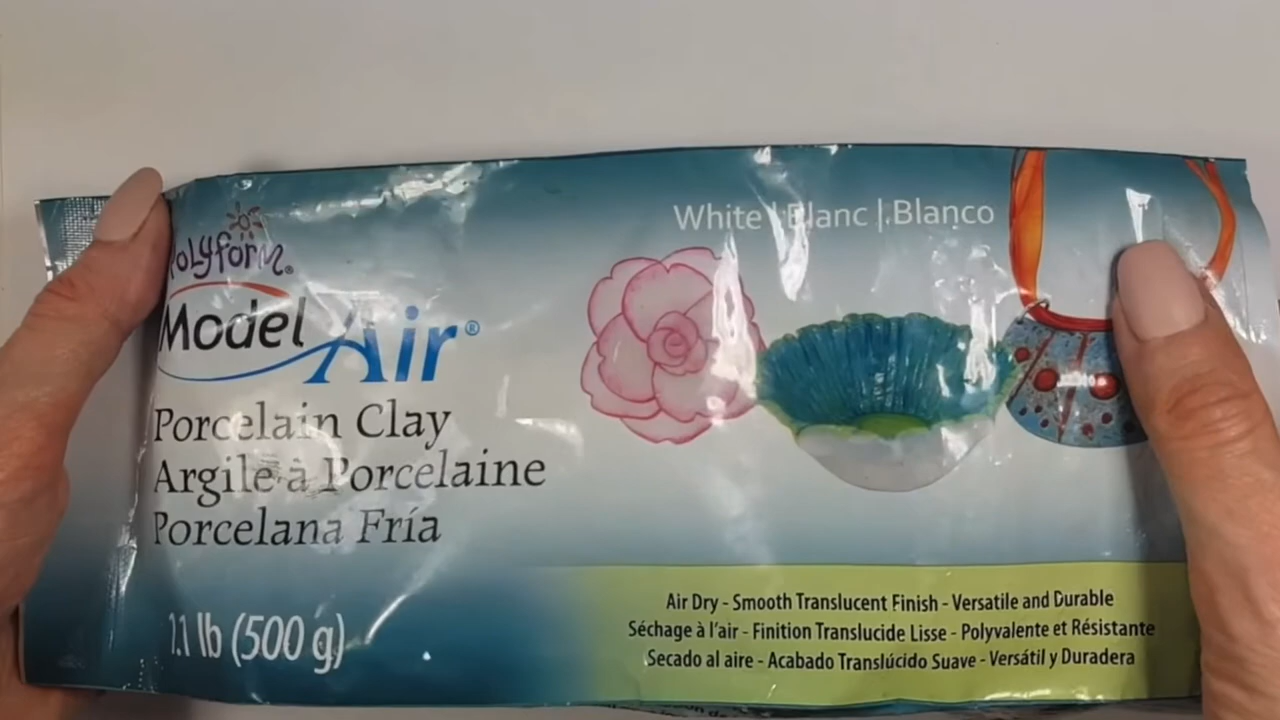 Polyform®
Model Air®
Porcelain Clay
Argile à Porcelaine
Porcelana Fría
1.1 lb (500 g)
White | Blanc | Blanco
Air Dry - Smooth Translucent Finish - Versatile and Durable
Séchage à l'air - Finition Translucide Lisse - Polyvalente et Résistante
Secado al aire - Acabado Translúcido Suave - Versátil y Duradera